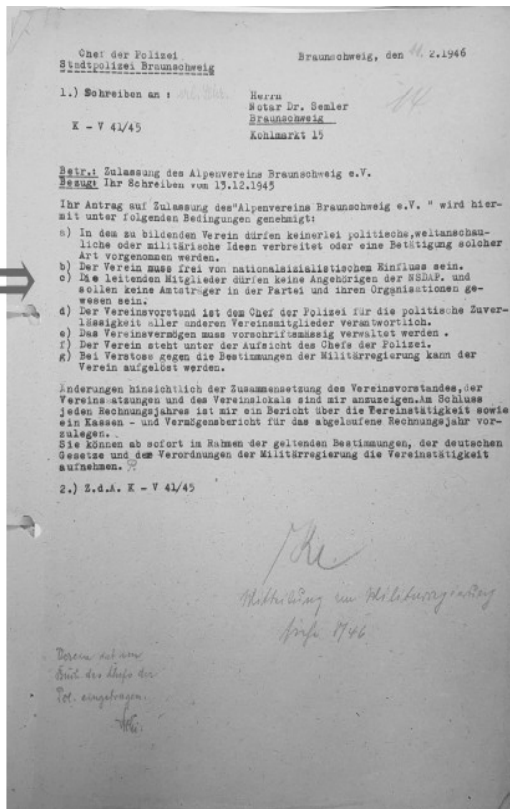 Chef der Polizei
Stadtpolizei Braunschweig
Braunschweig, den 11. 2.1946
1.) Schreiben an :
Herrn
Notar Dr. Semler
Braunschweig
Kohlmarkt 15
14
K - V 41/45
Betr.: Zulassung des Alpenvereins Braunschweig e.V.
Bezug: Ihr Schreiben vom 13.12.1945
Ihr Antrag auf Zulassung des"Alpenvereins Braunschweig e.V. " wird hier-
mit unter folgenden Bedingungen genehmigt:
a) In dem zu bildenden Verein dürfen keinerlei politische,weltanschau-
liche oder militärische Ideen verbreitet oder eine Betätigung solcher
Art vorgenommen werden.
b) Der Verein muss frei von nationalsizialistischem Einfluss sein.
c) Die leitenden Mitglieder dürfen keine Angehörigen der NSDAP. und
sollen keine Amtsträger in der Partei und ihren Organisationen ge-
wesen sein.
d) Der Vereinsvorstand ist dem Chef der Polizei für die politische Zuver-
lässigkeit aller anderen Vereinsmitglieder verantwortlich.
e) Das Vereinsvermögen muss vorschriftsmässig verwaltet werden .
f) Der Verein steht unter der Aufsicht des Chefs der Polizei.
g) Bei Verstoss gegen die Bestimmungen der Militärregierung kann der
Verein aufgelöst werden.
Änderungen hinsichtlich der Zusammensetzung des Vereinsvorstandes,der
Vereinssatzungen und des Vereinslokals sind mir anzuzeigen.Am Schluss
jeden Rechnungsjahres ist mir ein Bericht über die Vereinstätigkeit sowie
ein Kassen - und Vermögensbericht für das abgelaufene Rechnungsjahr vor-
zulegen.
Sie können ab sofort im Rahmen der geltenden Bestimmungen, der deutschen
Gesetze und der Verordnungen der Militärregierung die Vereinstätigkeit
aufnehmen.
2.) Z.d.A. K - V 41/45
Mitteilung an Militärregierung
Verein ist im
Buch des Chefs der
Pol. eingetragen.